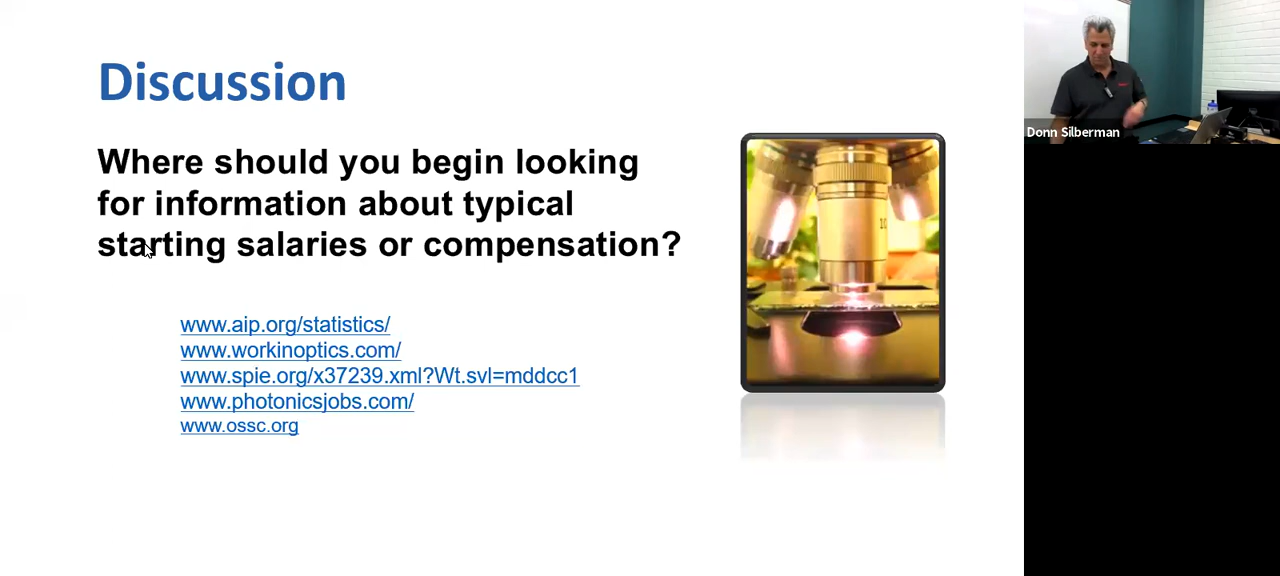 Discussion
Where should you begin looking
for information about typical
starting salaries or compensation?
www.aip.org/statistics/
www.workinoptics.com/
www.spie.org/x37239.xml?Wt.svl=mddcc1
www.photonicsjobs.com/
www.ossc.org
Donn Silberman